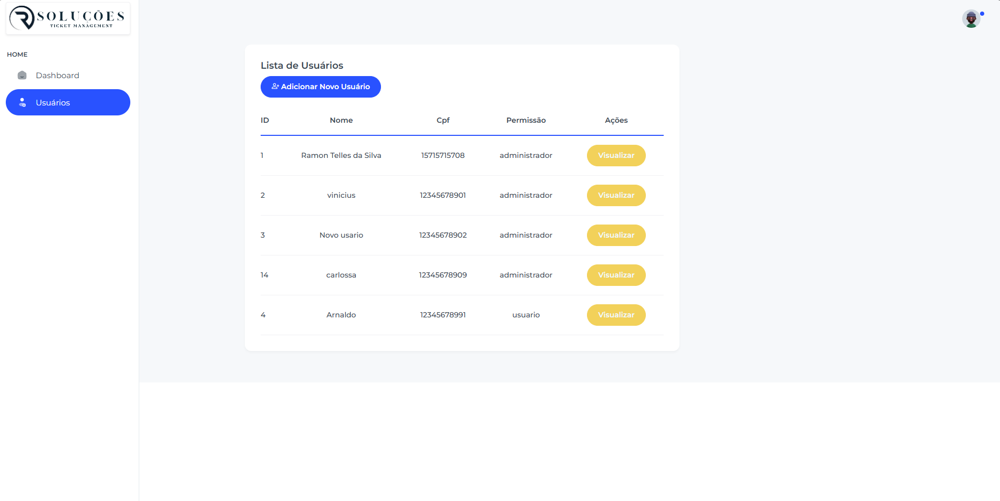 SOLUÇÕES
TICKET MANAGEMENT
HOME
Dashboard
Usuários
Lista de Usuários
Adicionar Novo Usuário
ID Nome Cpf Permissão Ações
1 Ramon Telles da Silva 15715715708 administrador Visualizar
2 vinicius 12345678901 administrador Visualizar
3 Novo usario 12345678902 administrador Visualizar
14 carlossa 12345678909 administrador Visualizar
4 Arnaldo 12345678991 usuario Visualizar